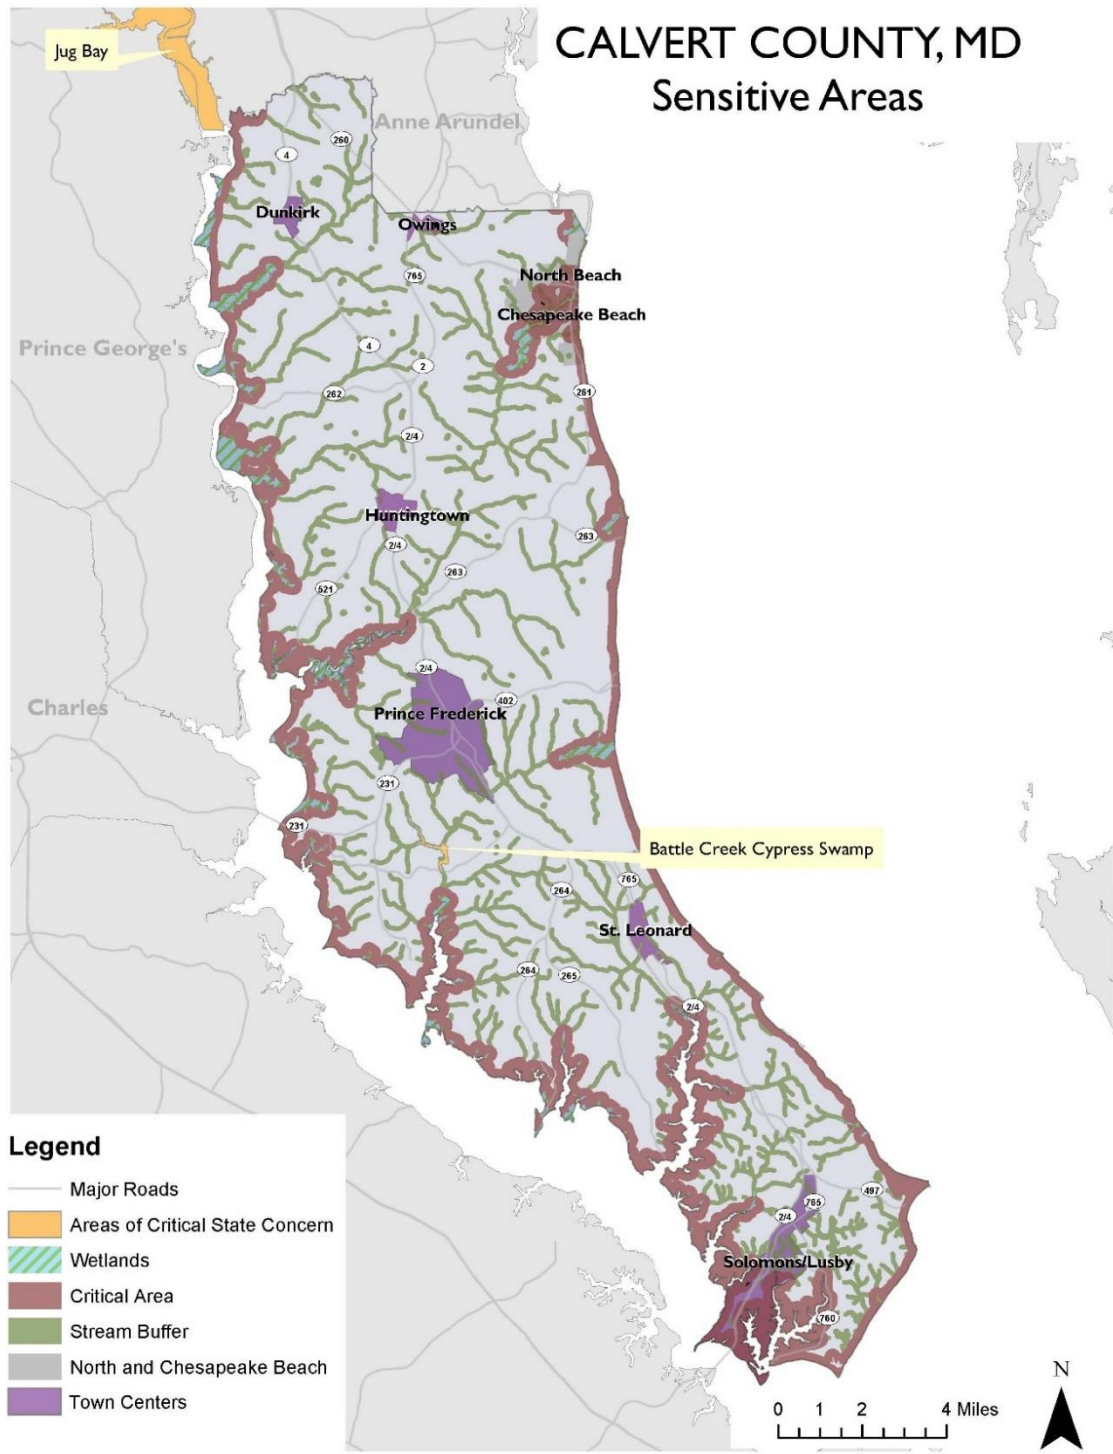 CALVERT COUNTY, MD
Sensitive Areas
Jug Bay
Anne Arundel
260
4
Dunkirk
Owings
765
North Beach
Chesapeake Beach
Prince George's
4
2
262
261
2/4
Huntingtown
2/4
263
263
521
2/4
402
Charles
Prince Frederick
231
231
Battle Creek Cypress Swamp
765
264
St. Leonard
264
265
2/4
497
765
2/4
Solomons/Lusby
760
Legend
Major Roads
Areas of Critical State Concern
Wetlands
Critical Area
Stream Buffer
North and Chesapeake Beach
Town Centers
N
0 1 2 4 Miles